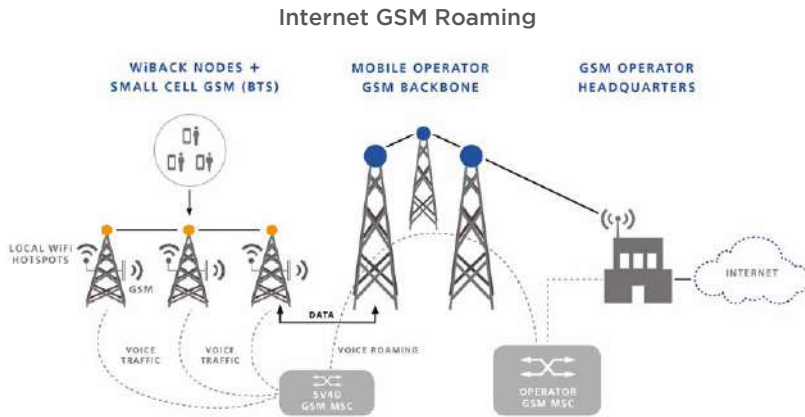 Internet GSM Roaming
WiBACK NODES +
SMALL CELL GSM (BTS)
MOBILE OPERATOR
GSM BACKBONE
GSM OPERATOR
HEADQUARTERS
LOCAL WIFI
HOTSPOTS
GSM
INTERNET
DATA
VOICE
TRAFFIC
VOICE
TRAFFIC
VOICE ROAMING
SV4D
GSM MSC
OPERATOR
GSM MSC